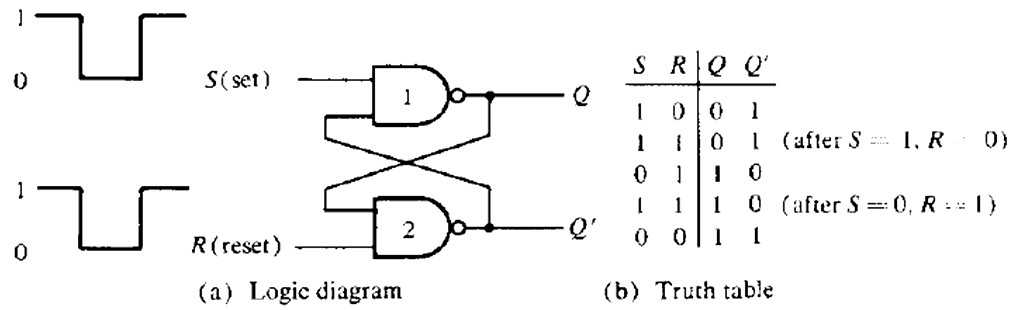 1
0
S(set)
1
Q
1
0
R(reset)
2
Q'
(a) Logic diagram
S R Q Q'
1 0 0 1
1 1 0 1 (after S = 1, R = 0)
0 1 1 0
1 1 1 0 (after S = 0, R = 1)
0 0 1 1
(b) Truth table